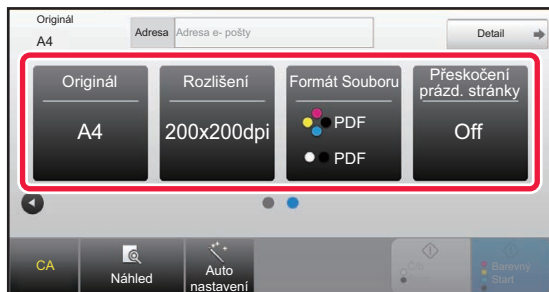 Originál
A4
Adresa
Adresa e- pošty
Detail
Originál
A4
Rozlišení
200x200dpi
Formát Souboru
PDF
PDF
Přeskočení
prázd. stránky
Off
CA
Náhled
Auto
nastavení
Barevný
Start